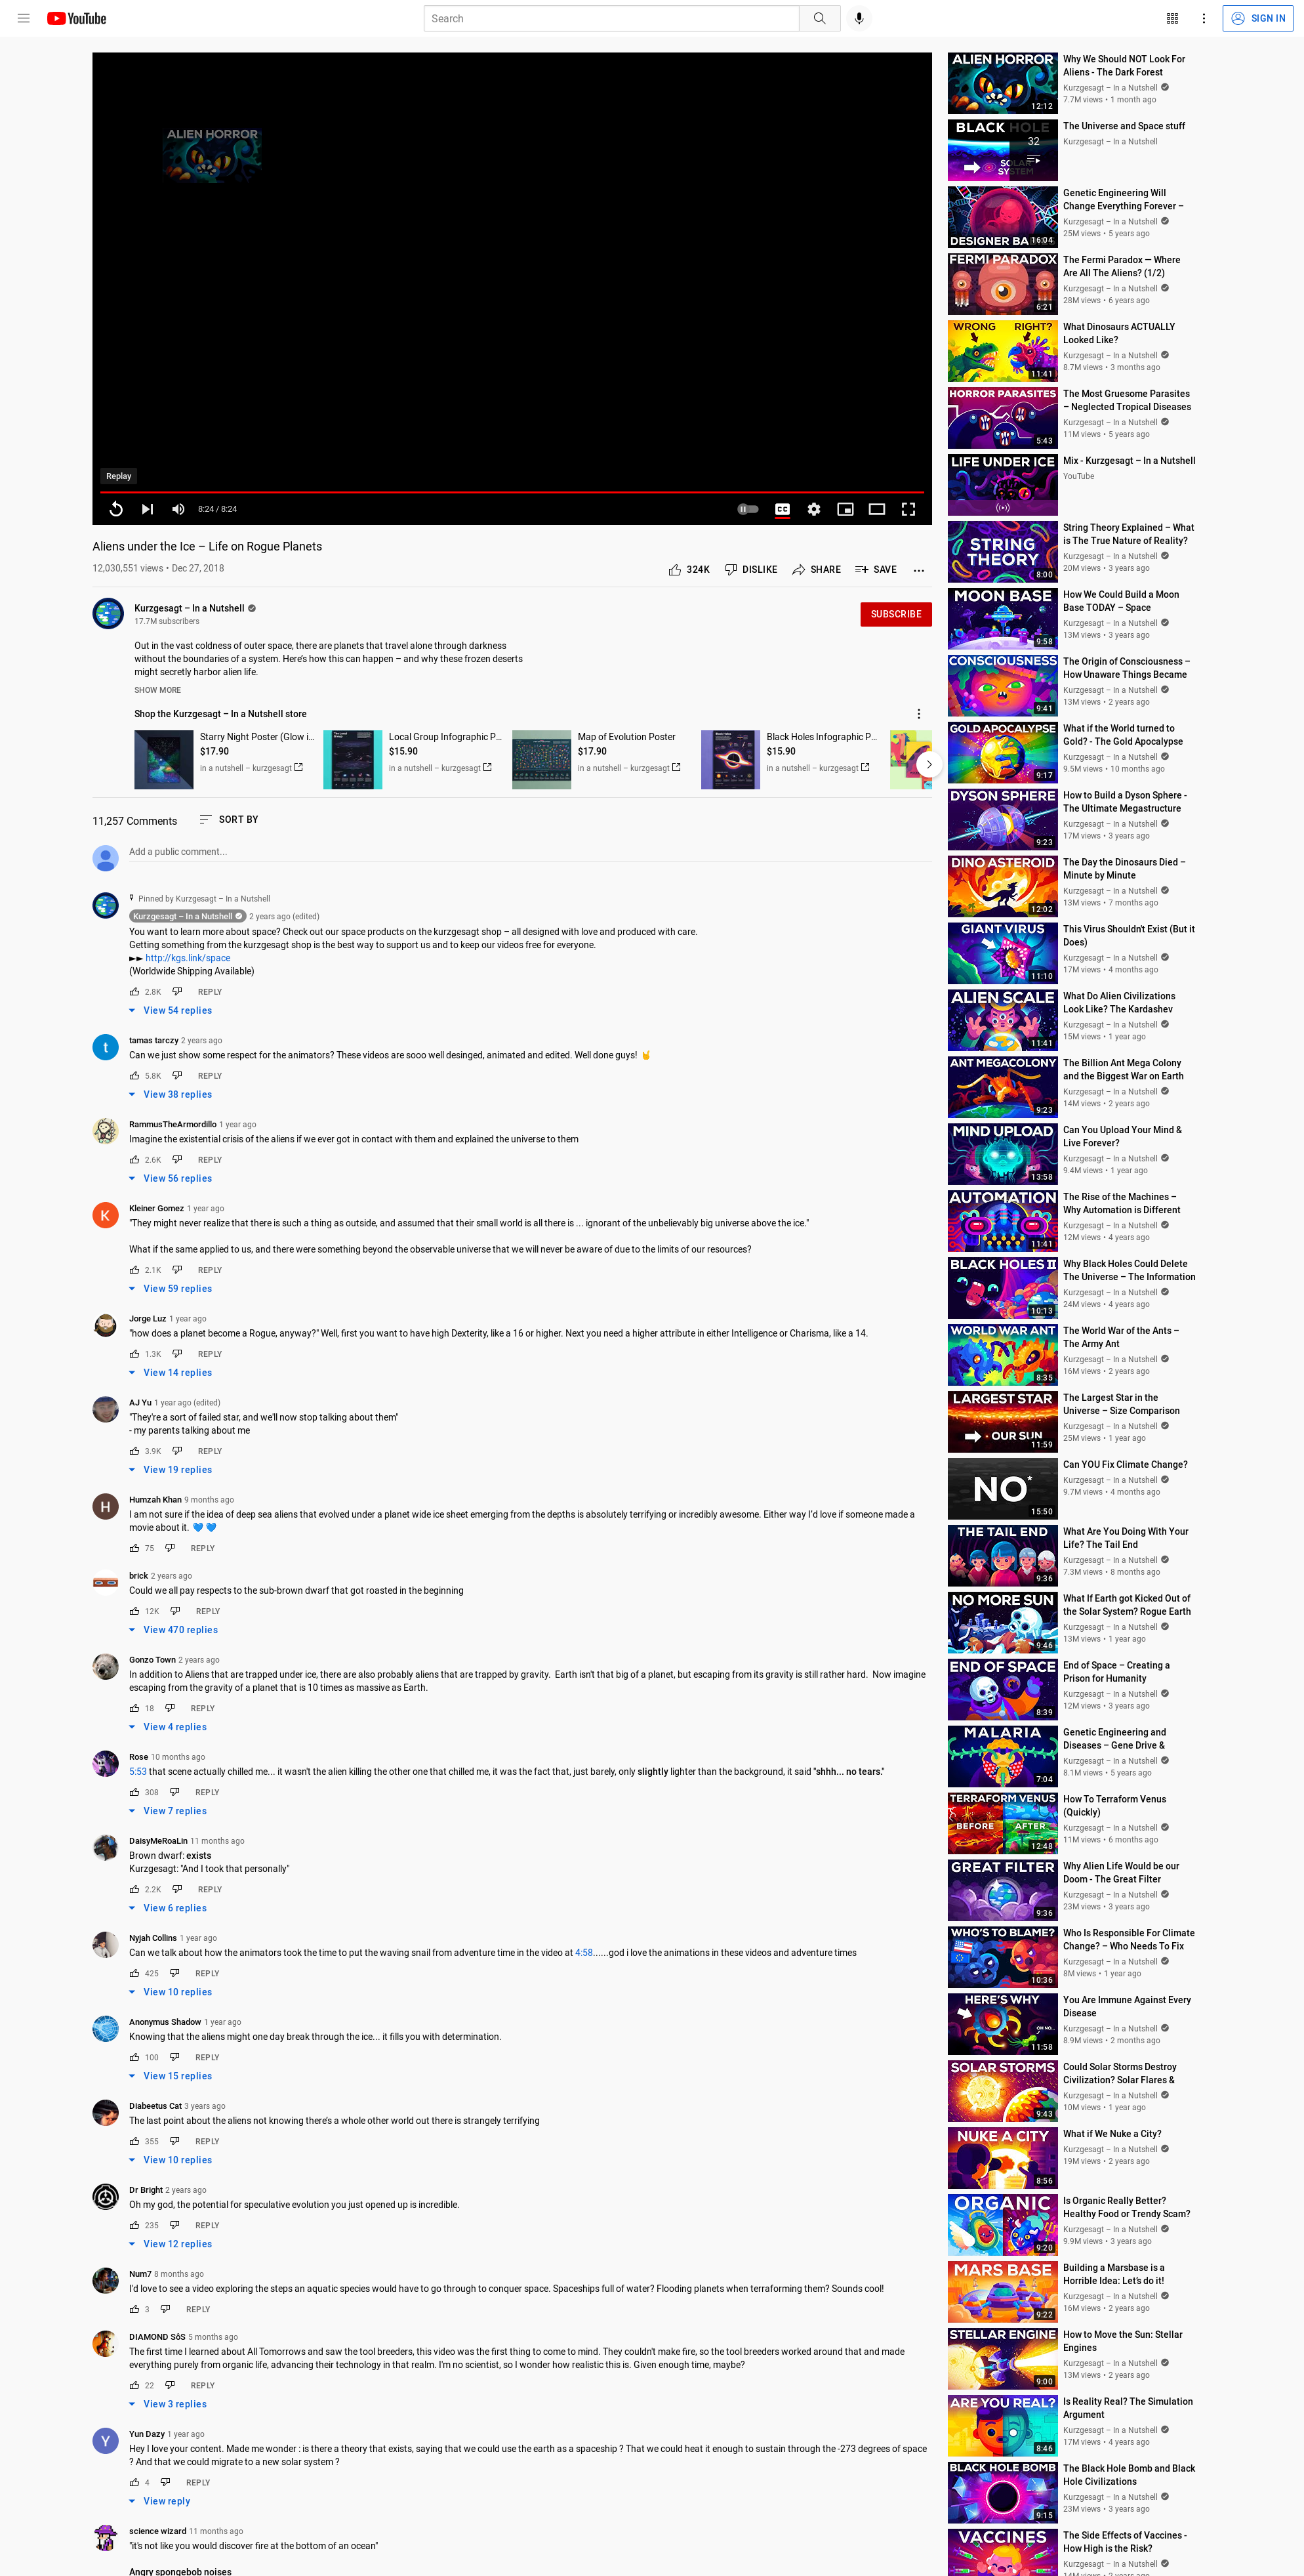 YouTube
Search
SIGN IN
ALIEN HORROR
Replay
8:24 / 8:24
Aliens under the Ice – Life on Rogue Planets
12,030,551 views • Dec 27, 2018
324K
DISLIKE
SHARE
SAVE
Kurzgesagt – In a Nutshell
17.7M subscribers
SUBSCRIBE
Out in the vast coldness of outer space, there are planets that travel alone through darkness
without the boundaries of a system. Here's how this can happen – and why these frozen deserts
might secretly harbor alien life.
SHOW MORE
Shop the Kurzgesagt – In a Nutshell store
Starry Night Poster (Glow i...
$17.90
in a nutshell – kurzgesagt
Local Group Infographic P...
$15.90
in a nutshell – kurzgesagt
Map of Evolution Poster
$17.90
in a nutshell – kurzgesagt
Black Holes Infographic P...
$15.90
in a nutshell – kurzgesagt
11,257 Comments
SORT BY
Add a public comment...
Pinned by Kurzgesagt – In a Nutshell
Kurzgesagt – In a Nutshell 2 years ago (edited)
You want to learn more about space? Check out our space products on the kurzgesagt shop – all designed with love and produced with care.
Getting something from the kurzgesagt shop is the best way to support us and to keep our videos free for everyone.
►► http://kgs.link/space
(Worldwide Shipping Available)
2.8K REPLY
View 54 replies
t
tamas tarczy 2 years ago
Can we just show some respect for the animators? These videos are sooo well desinged, animated and edited. Well done guys! 🤘
5.8K REPLY
View 38 replies
RammusTheArmordillo 1 year ago
Imagine the existential crisis of the aliens if we ever got in contact with them and explained the universe to them
2.6K REPLY
View 56 replies
K
Kleiner Gomez 1 year ago
"They might never realize that there is such a thing as outside, and assumed that their small world is all there is ... ignorant of the unbelievably big universe above the ice."
What if the same applied to us, and there were something beyond the observable universe that we will never be aware of due to the limits of our resources?
2.1K REPLY
View 59 replies
Jorge Luz 1 year ago
"how does a planet become a Rogue, anyway?" Well, first you want to have high Dexterity, like a 16 or higher. Next you need a higher attribute in either Intelligence or Charisma, like a 14.
1.3K REPLY
View 14 replies
AJ Yu 1 year ago (edited)
"They're a sort of failed star, and we'll now stop talking about them"
- my parents talking about me
3.9K REPLY
View 19 replies
H
Humzah Khan 9 months ago
I am not sure if the idea of deep sea aliens that evolved under a planet wide ice sheet emerging from the depths is absolutely terrifying or incredibly awesome. Either way I'd love if someone made a
movie about it. 💙 💙
75 REPLY
brick 2 years ago
Could we all pay respects to the sub-brown dwarf that got roasted in the beginning
12K REPLY
View 470 replies
Gonzo Town 2 years ago
In addition to Aliens that are trapped under ice, there are also probably aliens that are trapped by gravity. Earth isn't that big of a planet, but escaping from its gravity is still rather hard. Now imagine
escaping from the gravity of a planet that is 10 times as massive as Earth.
18 REPLY
View 4 replies
Rose 10 months ago
5:53 that scene actually chilled me... it wasn't the alien killing the other one that chilled me, it was the fact that, just barely, only slightly lighter than the background, it said "shhh... no tears."
308 REPLY
View 7 replies
DaisyMeRoaLin 11 months ago
Brown dwarf: exists
Kurzgesagt: "And I took that personally"
2.2K REPLY
View 6 replies
Nyjah Collins 1 year ago
Can we talk about how the animators took the time to put the waving snail from adventure time in the video at 4:58......god i love the animations in these videos and adventure times
425 REPLY
View 10 replies
Anonymus Shadow 1 year ago
Knowing that the aliens might one day break through the ice... it fills you with determination.
100 REPLY
View 15 replies
Diabeetus Cat 3 years ago
The last point about the aliens not knowing there's a whole other world out there is strangely terrifying
355 REPLY
View 10 replies
Dr Bright 2 years ago
Oh my god, the potential for speculative evolution you just opened up is incredible.
235 REPLY
View 12 replies
Num7 8 months ago
I'd love to see a video exploring the steps an aquatic species would have to go through to conquer space. Spaceships full of water? Flooding planets when terraforming them? Sounds cool!
3 REPLY
DIAMOND SôS 5 months ago
The first time I learned about All Tomorrows and saw the tool breeders, this video was the first thing to come to mind. They couldn't make fire, so the tool breeders worked around that and made
everything purely from organic life, advancing their technology in that realm. I'm no scientist, so I wonder how realistic this is. Given enough time, maybe?
22 REPLY
View 3 replies
Y
Yun Dazy 1 year ago
Hey I love your content. Made me wonder : is there a theory that exists, saying that we could use the earth as a spaceship ? That we could heat it enough to sustain through the -273 degrees of space
? And that we could migrate to a new solar system ?
4 REPLY
View reply
science wizard 11 months ago
"it's not like you would discover fire at the bottom of an ocean"
Angry spongebob noises
ALIEN HORROR
12:12
Why We Should NOT Look For
Aliens - The Dark Forest
Kurzgesagt – In a Nutshell
7.7M views • 1 month ago
BLACK HOLE
SOLAR
SYSTEM
32
The Universe and Space stuff
Kurzgesagt – In a Nutshell
DESIGNER BA
16:04
Genetic Engineering Will
Change Everything Forever –
Kurzgesagt – In a Nutshell
25M views • 5 years ago
FERMI PARADOX
6:21
The Fermi Paradox — Where
Are All The Aliens? (1/2)
Kurzgesagt – In a Nutshell
28M views • 6 years ago
WRONG RIGHT?
11:41
What Dinosaurs ACTUALLY
Looked Like?
Kurzgesagt – In a Nutshell
8.7M views • 3 months ago
HORROR PARASITES
5:43
The Most Gruesome Parasites
– Neglected Tropical Diseases
Kurzgesagt – In a Nutshell
11M views • 5 years ago
LIFE UNDER ICE
Mix - Kurzgesagt – In a Nutshell
YouTube
STRING
THEORY
8:00
String Theory Explained – What
is The True Nature of Reality?
Kurzgesagt – In a Nutshell
20M views • 3 years ago
MOON BASE
9:58
How We Could Build a Moon
Base TODAY – Space
Kurzgesagt – In a Nutshell
13M views • 3 years ago
CONSCIOUSNESS
9:41
The Origin of Consciousness –
How Unaware Things Became
Kurzgesagt – In a Nutshell
13M views • 2 years ago
GOLD APOCALYPSE
9:17
What if the World turned to
Gold? - The Gold Apocalypse
Kurzgesagt – In a Nutshell
9.5M views • 10 months ago
DYSON SPHERE
9:23
How to Build a Dyson Sphere -
The Ultimate Megastructure
Kurzgesagt – In a Nutshell
17M views • 3 years ago
DINO ASTEROID
12:02
The Day the Dinosaurs Died –
Minute by Minute
Kurzgesagt – In a Nutshell
13M views • 7 months ago
GIANT VIRUS
11:10
This Virus Shouldn't Exist (But it
Does)
Kurzgesagt – In a Nutshell
17M views • 4 months ago
ALIEN SCALE
11:41
What Do Alien Civilizations
Look Like? The Kardashev
Kurzgesagt – In a Nutshell
15M views • 1 year ago
ANT MEGACOLONY
9:23
The Billion Ant Mega Colony
and the Biggest War on Earth
Kurzgesagt – In a Nutshell
14M views • 2 years ago
MIND UPLOAD
13:58
Can You Upload Your Mind &
Live Forever?
Kurzgesagt – In a Nutshell
9.4M views • 1 year ago
AUTOMATION
11:41
The Rise of the Machines –
Why Automation is Different
Kurzgesagt – In a Nutshell
12M views • 4 years ago
BLACK HOLES II
10:13
Why Black Holes Could Delete
The Universe – The Information
Kurzgesagt – In a Nutshell
24M views • 4 years ago
WORLD WAR ANT
8:35
The World War of the Ants –
The Army Ant
Kurzgesagt – In a Nutshell
16M views • 2 years ago
LARGEST STAR
OUR SUN
11:59
The Largest Star in the
Universe – Size Comparison
Kurzgesagt – In a Nutshell
25M views • 1 year ago
NO*
15:50
Can YOU Fix Climate Change?
Kurzgesagt – In a Nutshell
9.7M views • 4 months ago
THE TAIL END
9:36
What Are You Doing With Your
Life? The Tail End
Kurzgesagt – In a Nutshell
7.3M views • 8 months ago
NO MORE SUN
9:46
What If Earth got Kicked Out of
the Solar System? Rogue Earth
Kurzgesagt – In a Nutshell
13M views • 1 year ago
END OF SPACE
8:39
End of Space – Creating a
Prison for Humanity
Kurzgesagt – In a Nutshell
12M views • 3 years ago
MALARIA
7:04
Genetic Engineering and
Diseases – Gene Drive &
Kurzgesagt – In a Nutshell
8.1M views • 5 years ago
TERRAFORM VENUS
BEFORE AFTER
12:48
How To Terraform Venus
(Quickly)
Kurzgesagt – In a Nutshell
11M views • 6 months ago
GREAT FILTER
9:36
Why Alien Life Would be our
Doom - The Great Filter
Kurzgesagt – In a Nutshell
23M views • 3 years ago
WHO'S TO BLAME?
10:36
Who Is Responsible For Climate
Change? – Who Needs To Fix
Kurzgesagt – In a Nutshell
8M views • 1 year ago
HERE'S WHY
OH NO...
11:58
You Are Immune Against Every
Disease
Kurzgesagt – In a Nutshell
8.9M views • 2 months ago
SOLAR STORMS
9:43
Could Solar Storms Destroy
Civilization? Solar Flares &
Kurzgesagt – In a Nutshell
10M views • 1 year ago
NUKE A CITY
8:56
What if We Nuke a City?
Kurzgesagt – In a Nutshell
19M views • 2 years ago
ORGANIC
9:20
Is Organic Really Better?
Healthy Food or Trendy Scam?
Kurzgesagt – In a Nutshell
9.9M views • 3 years ago
MARS BASE
9:22
Building a Marsbase is a
Horrible Idea: Let's do it!
Kurzgesagt – In a Nutshell
16M views • 2 years ago
STELLAR ENGINE
9:00
How to Move the Sun: Stellar
Engines
Kurzgesagt – In a Nutshell
13M views • 2 years ago
ARE YOU REAL?
8:46
Is Reality Real? The Simulation
Argument
Kurzgesagt – In a Nutshell
17M views • 4 years ago
BLACK HOLE BOMB
9:15
The Black Hole Bomb and Black
Hole Civilizations
Kurzgesagt – In a Nutshell
23M views • 3 years ago
VACCINES
The Side Effects of Vaccines -
How High is the Risk?
Kurzgesagt – In a Nutshell